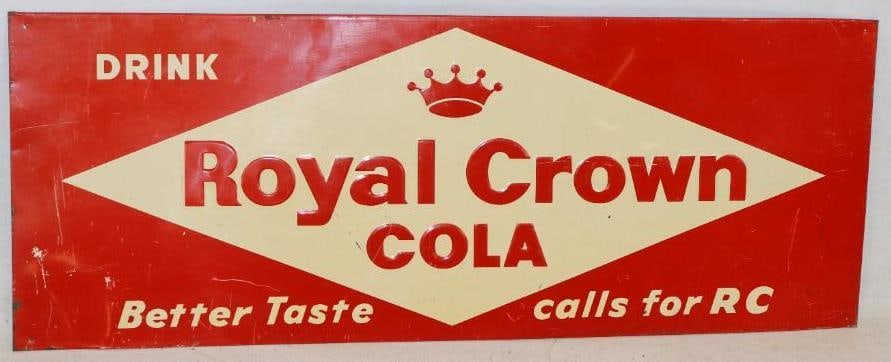 DRINK
Royal Crown
COLA
Better Taste calls for RC